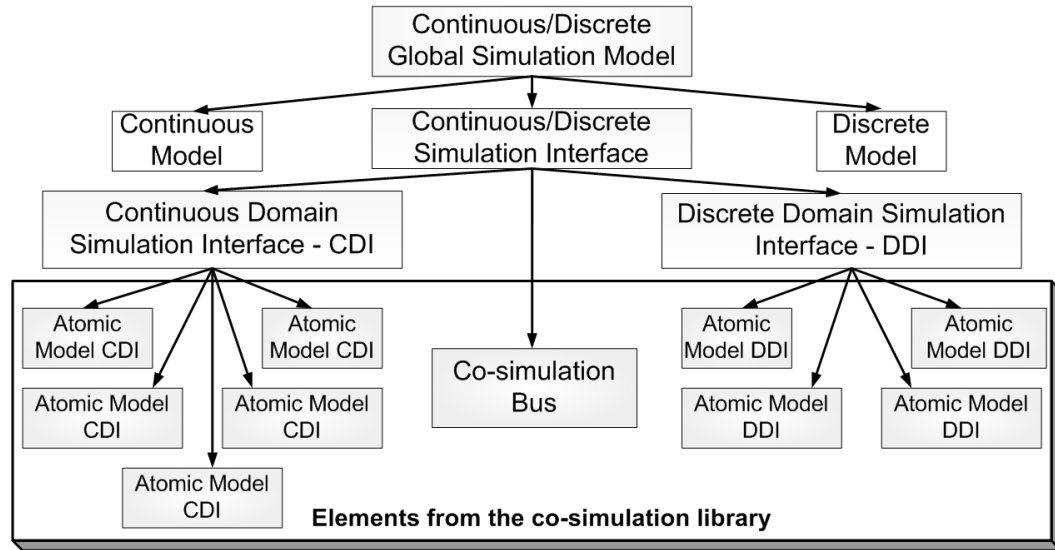 Continuous/Discrete
Global Simulation Model
Continuous
Model
Continuous/Discrete
Simulation Interface
Discrete
Model
Continuous Domain
Simulation Interface - CDI
Discrete Domain Simulation
Interface - DDI
Atomic
Model CDI
Atomic
Model CDI
Atomic Model
CDI
Atomic Model
CDI
Atomic Model
CDI
Co-simulation
Bus
Atomic
Model DDI
Atomic
Model DDI
Atomic Model
DDI
Atomic Model
DDI
Elements from the co-simulation library